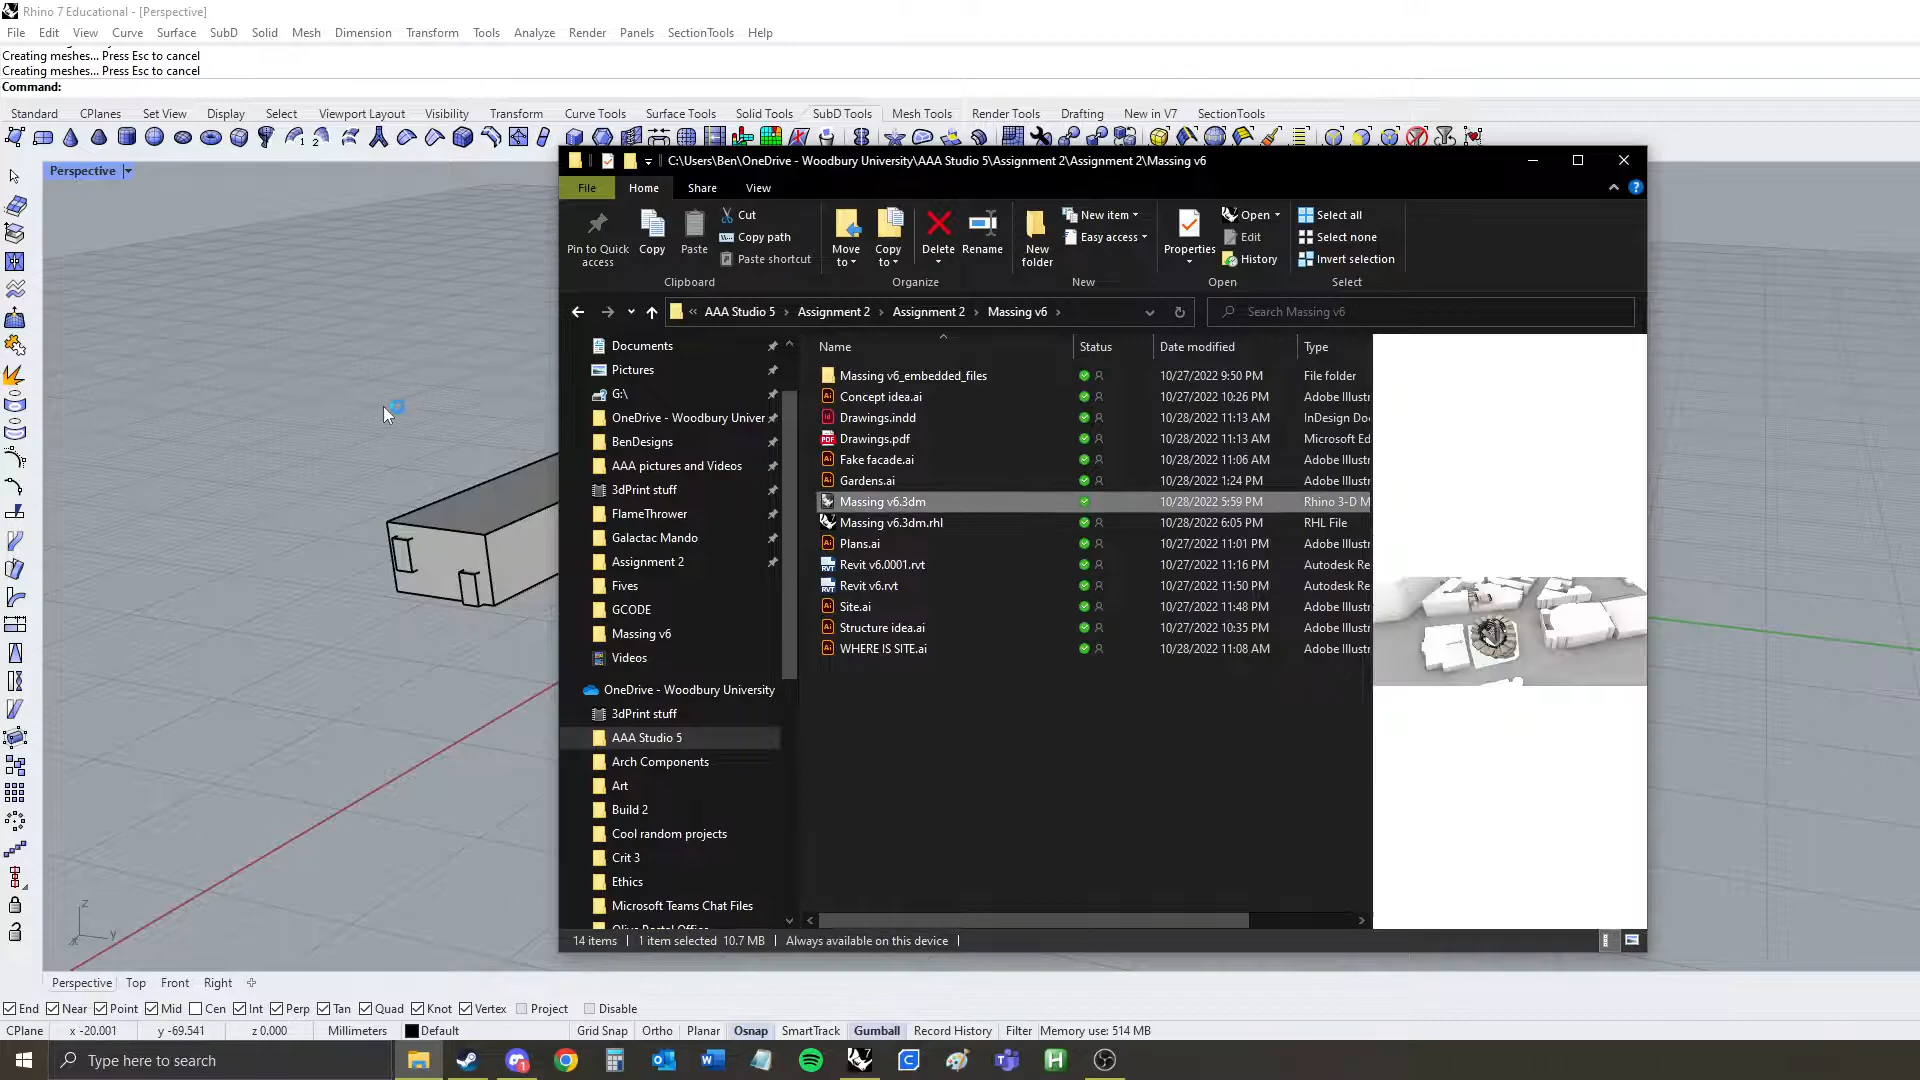 Rhino 7 Educational - [Perspective]
File Edit View Curve Surface SubD Solid Mesh Dimension Transform Tools Analyze Render Panels SectionTools Help
Creating meshes... Press Esc to cancel
Creating meshes... Press Esc to cancel
Command:
Standard CPlanes Set View Display Select Viewport Layout Visibility Transform Curve Tools Surface Tools Solid Tools SubD Tools Mesh Tools Render Tools Drafting New in V7 SectionTools
Perspective
C:\Users\Ben\OneDrive - Woodbury University\AAA Studio 5\Assignment 2\Assignment 2\Massing v6
File Home Share View
Pin to Quick access
Copy
Paste
Cut
Copy path
Paste shortcut
Clipboard
Move to
Copy to
Delete
Rename
Organize
New folder
New item
Easy access
New
Properties
Open
Edit
History
Open
Select all
Select none
Invert selection
Select
« AAA Studio 5 > Assignment 2 > Assignment 2 > Massing v6 >
Search Massing v6
Documents
Pictures
G:\
OneDrive - Woodbury Univer
BenDesigns
AAA pictures and Videos
3dPrint stuff
FlameThrower
Galactac Mando
Assignment 2
Fives
GCODE
Massing v6
Videos
OneDrive - Woodbury University
3dPrint stuff
AAA Studio 5
Arch Components
Art
Build 2
Cool random projects
Crit 3
Ethics
Microsoft Teams Chat Files
Name Status Date modified Type
Massing v6_embedded_files 10/27/2022 9:50 PM File folder
Concept idea.ai 10/27/2022 10:26 PM Adobe Illustr
Drawings.indd 10/28/2022 11:13 AM InDesign Do
Drawings.pdf 10/28/2022 11:13 AM Microsoft Ed
Fake facade.ai 10/28/2022 11:06 AM Adobe Illustr
Gardens.ai 10/28/2022 1:24 PM Adobe Illustr
Massing v6.3dm 10/28/2022 5:59 PM Rhino 3-D M
Massing v6.3dm.rhl 10/28/2022 6:05 PM RHL File
Plans.ai 10/27/2022 11:01 PM Adobe Illustr
Revit v6.0001.rvt 10/27/2022 11:16 PM Autodesk Re
Revit v6.rvt 10/27/2022 11:50 PM Autodesk Re
Site.ai 10/27/2022 11:48 PM Adobe Illustr
Structure idea.ai 10/27/2022 10:35 PM Adobe Illustr
WHERE IS SITE.ai 10/28/2022 11:08 AM Adobe Illustr
14 items 1 item selected 10.7 MB Always available on this device
z
x y
Perspective Top Front Right
End Near Point Mid Cen Int Perp Tan Quad Knot Vertex Project Disable
CPlane x -20.001 y -69.541 z 0.000 Millimeters Default Grid Snap Ortho Planar Osnap SmartTrack Gumball Record History Filter Memory use: 514 MB
Type here to search